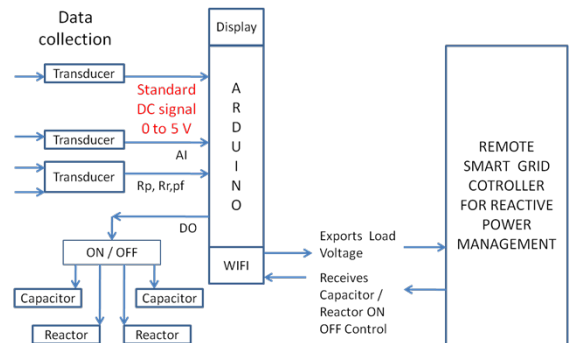 Data
collection
Transducer
Standard
DC signal
0 to 5 V
Transducer
AI
Transducer
Rp, Rr,pf
DO
ON / OFF
Capacitor
Capacitor
Reactor
Reactor
Display
A
R
D
U
I
N
O
WIFI
Exports Load
Voltage
Receives
Capacitor /
Reactor ON
OFF Control
REMOTE
SMART GRID
COTROLLER
FOR REACTIVE
POWER
MANAGEMENT